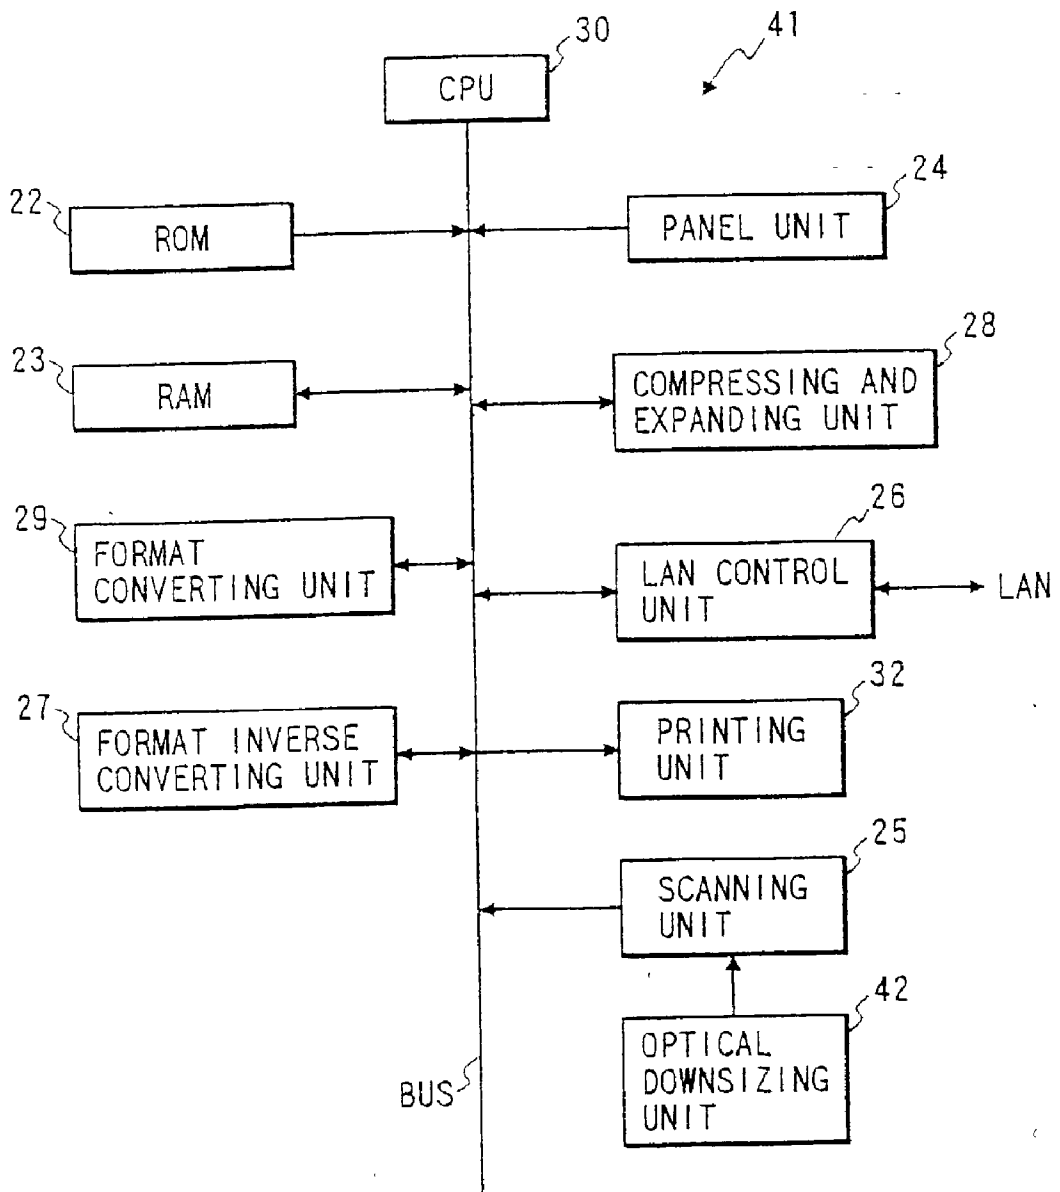 30
41
CPU
22
ROM
24
PANEL UNIT
23
RAM
28
COMPRESSING AND
EXPANDING UNIT
29
FORMAT
CONVERTING UNIT
26
LAN CONTROL
UNIT
LAN
27
FORMAT INVERSE
CONVERTING UNIT
32
PRINTING
UNIT
25
SCANNING
UNIT
42
OPTICAL
DOWNSIZING
UNIT
BUS